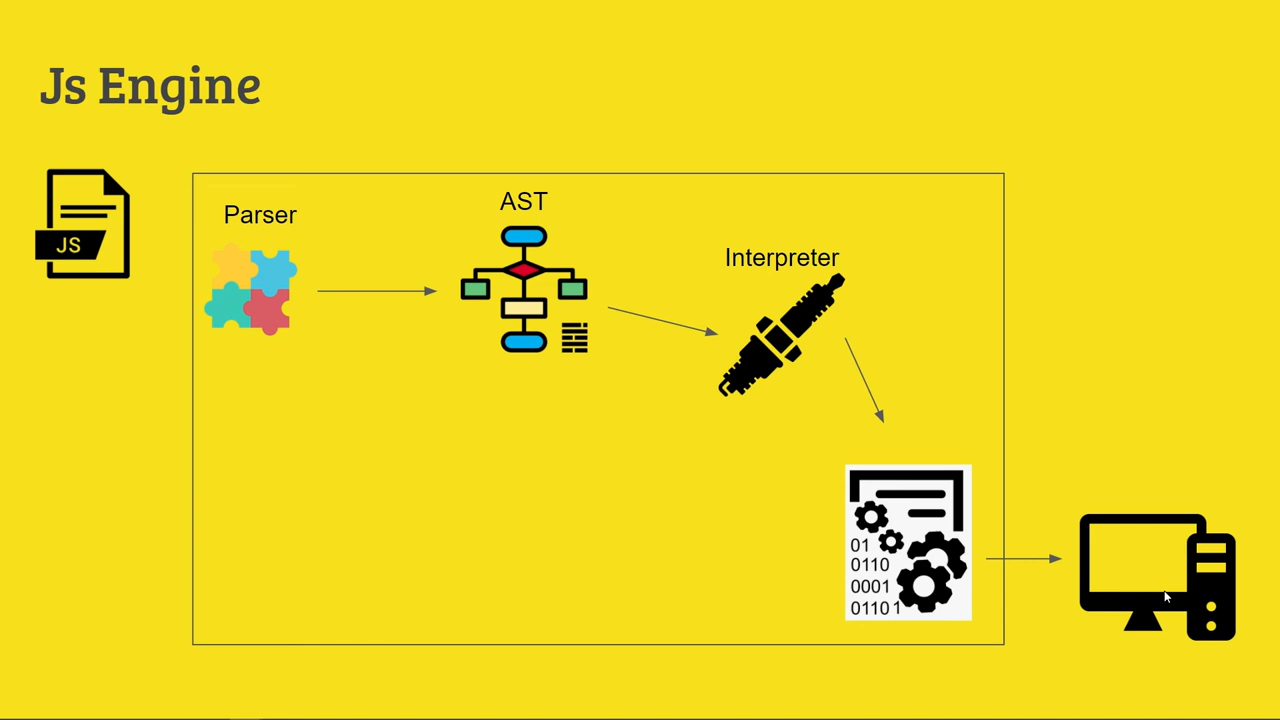 Js Engine
JS
Parser
AST
Interpreter
01
0110
0001
01101